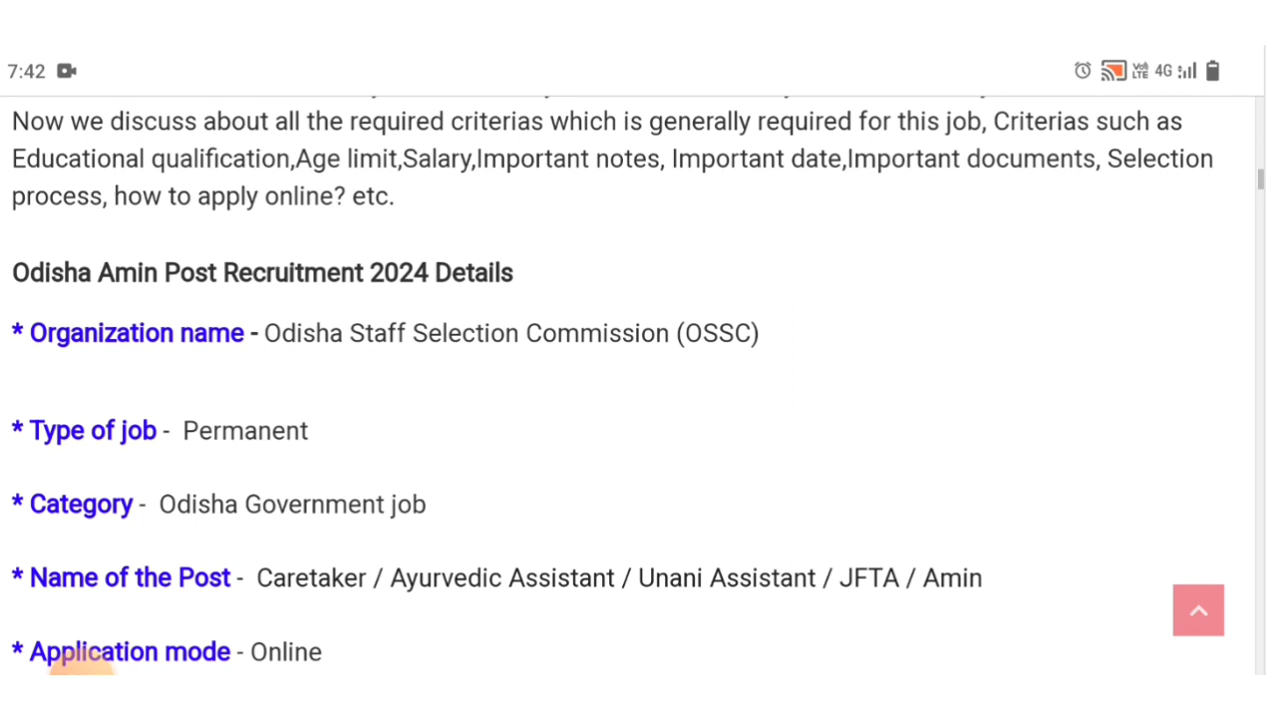 7:42
Vo) LTE 4G
Now we discuss about all the required criterias which is generally required for this job, Criterias such as
Educational qualification,Age limit,Salary,Important notes, Important date,Important documents, Selection
process, how to apply online? etc.
Odisha Amin Post Recruitment 2024 Details
* Organization name - Odisha Staff Selection Commission (OSSC)
* Type of job - Permanent
* Category - Odisha Government job
* Name of the Post - Caretaker / Ayurvedic Assistant / Unani Assistant / JFTA / Amin
* Application mode - Online